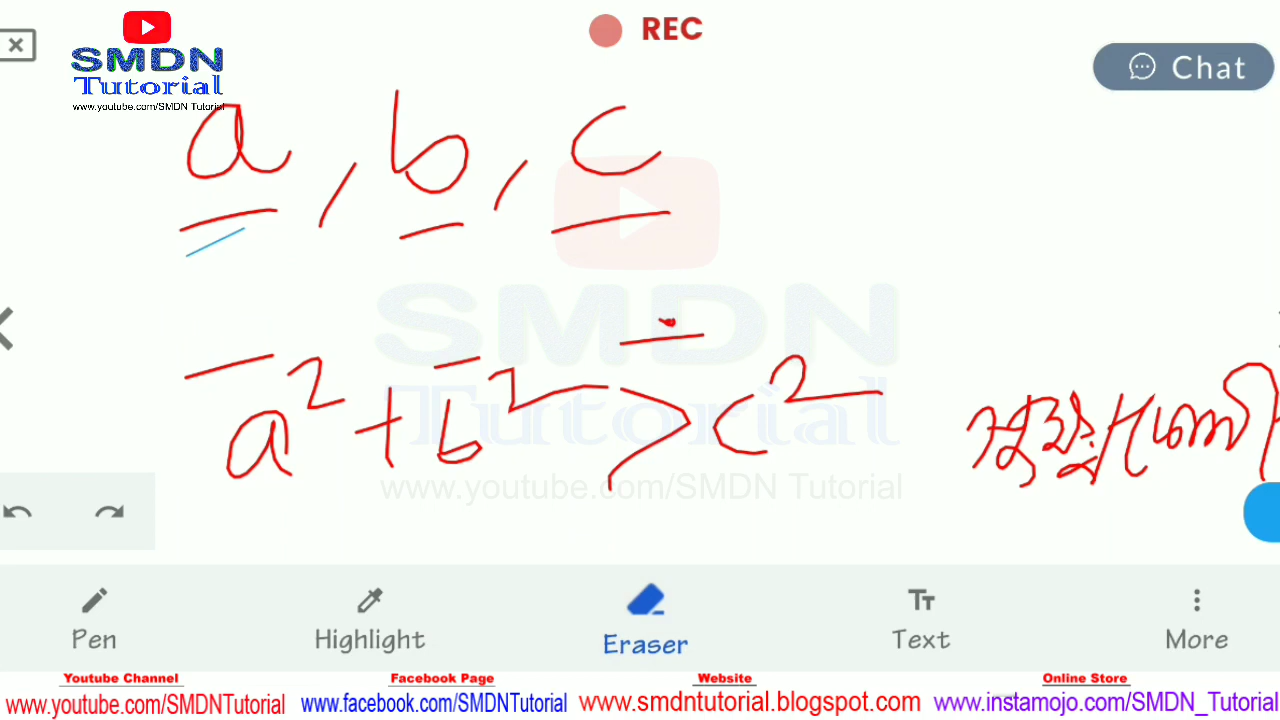 REC
SMDN
Tutorial
www.youtube.com/SMDN Tutorial
Chat
a, b, c
SMDN
Tutorial
a² + b² > c²
www.youtube.com/SMDN Tutorial
Pen Highlight Eraser Text More
Youtube Channel Facebook Page Website Online Store
www.youtube.com/SMDNTutorial www.facebook.com/SMDNTutorial www.smdntutorial.blogspot.com www.instamojo.com/SMDN_Tutorial